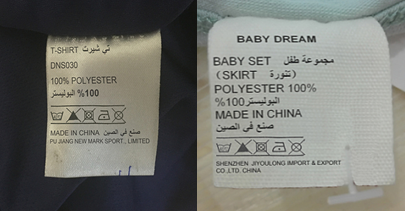 T-SHIRT تي شيرت
DNS030
100% POLYESTER
100% البوليستر
MADE IN CHINA صنع في الصين
PU JIANG NEW MARK SPORT., LIMITED
BABY DREAM
BABY SET مجموعة طفل
(SKIRT تنورة)
POLYESTER 100%
البوليستر 100%
MADE IN CHINA
صنع في الصين
SHENZHEN JIYOULONG IMPORT & EXPORT
CO.,LTD. CHINA